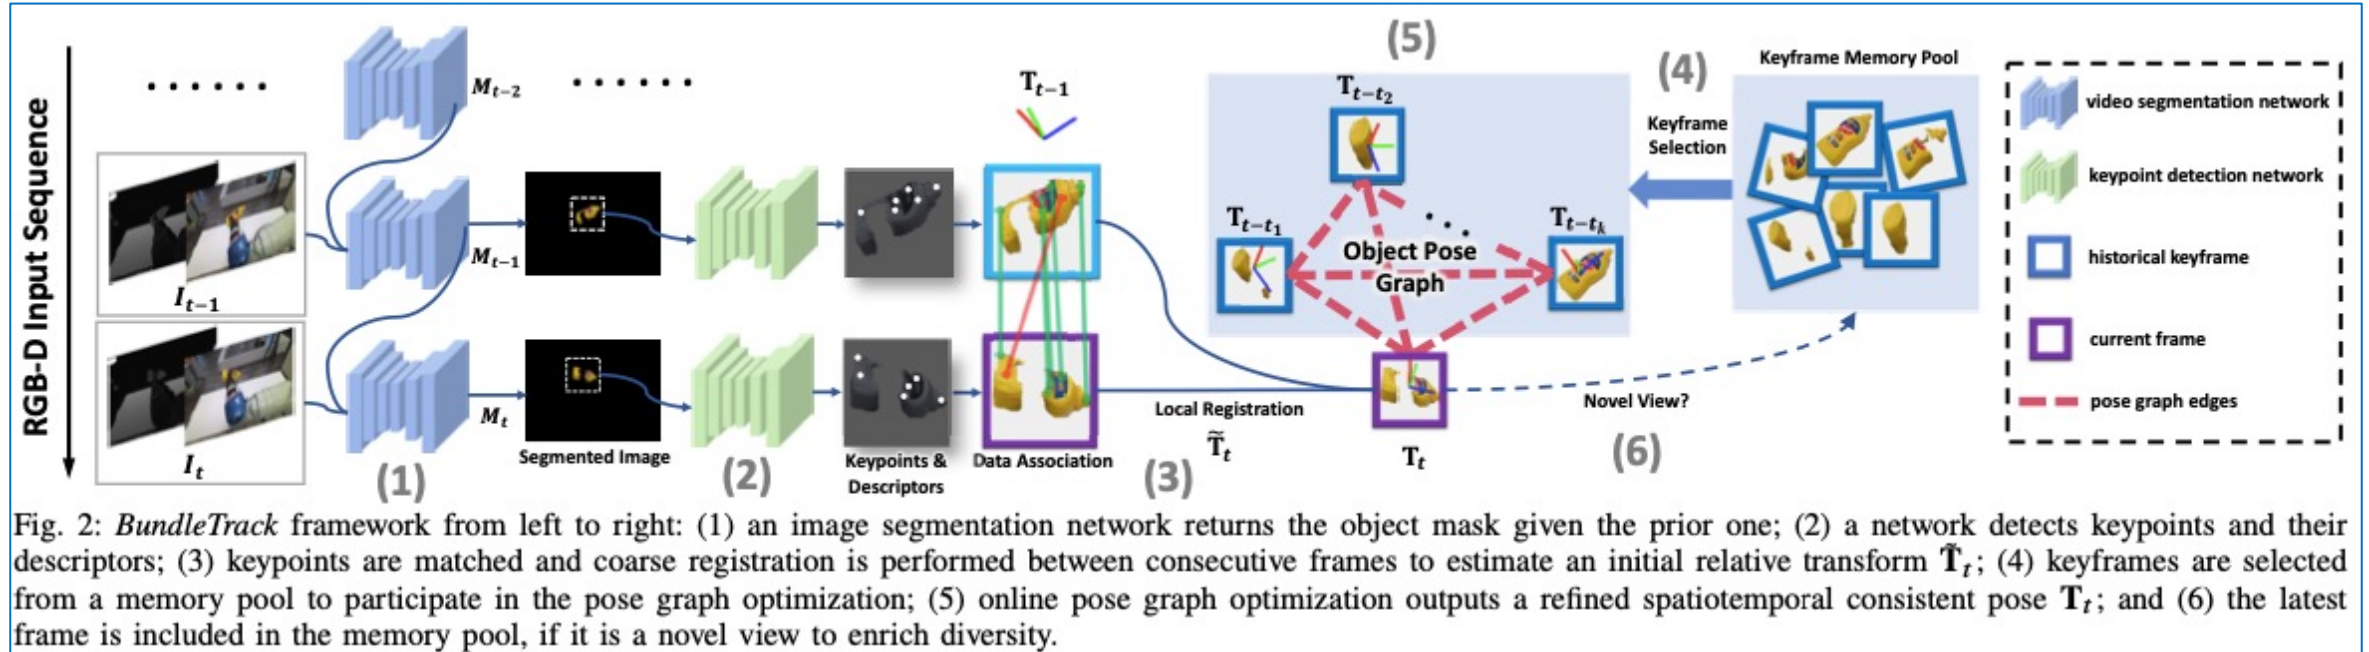 RGB-D Input Sequence
. . . . . .
I_{t-1}
I_t
M_{t-2}
M_{t-1}
M_t
(1)
. . . . . .
Segmented Image
(2)
Keypoints &
Descriptors
T_{t-1}
Data Association
(3)
Local Registration
T̃_t
(5)
T_{t-t_2}
T_{t-t_1}
T_{t-t_k}
Object Pose
Graph
T_t
(4)
Keyframe
Selection
Keyframe Memory Pool
Novel View?
(6)
video segmentation network
keypoint detection network
historical keyframe
current frame
pose graph edges
Fig. 2: BundleTrack framework from left to right: (1) an image segmentation network returns the object mask given the prior one; (2) a network detects keypoints and their
descriptors; (3) keypoints are matched and coarse registration is performed between consecutive frames to estimate an initial relative transform T̃_t; (4) keyframes are selected
from a memory pool to participate in the pose graph optimization; (5) online pose graph optimization outputs a refined spatiotemporal consistent pose T_t; and (6) the latest
frame is included in the memory pool, if it is a novel view to enrich diversity.